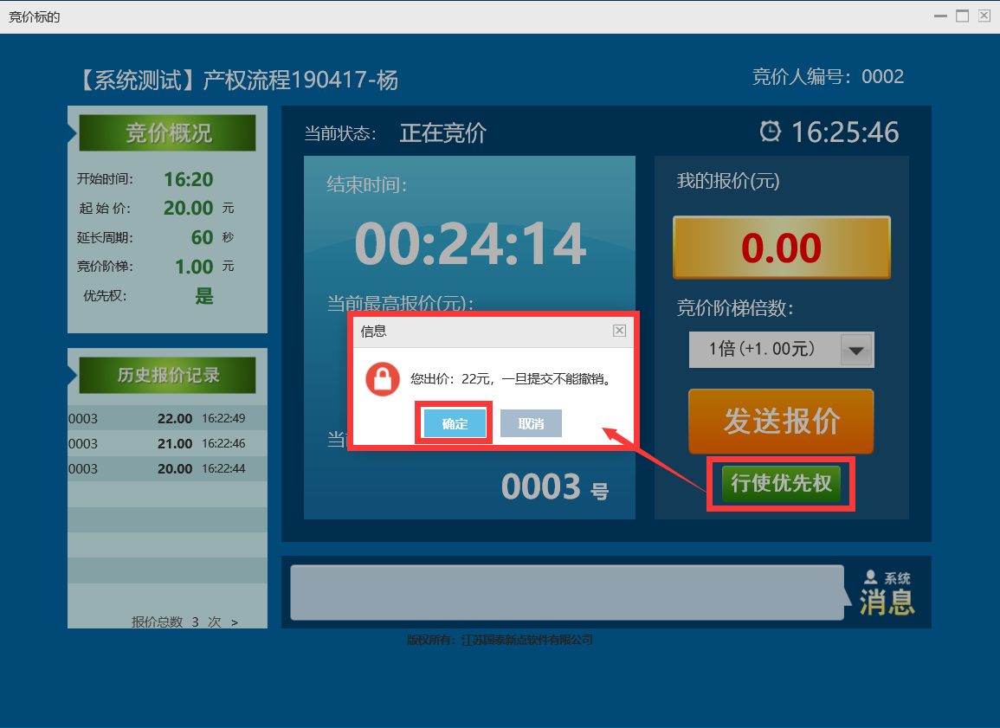 竞价标的
【系统测试】产权流程190417-杨
竞价人编号：0002
竞价概况
开始时间： 16:20
起 始 价： 20.00 元
延长周期： 60 秒
竞价阶梯： 1.00 元
优先权： 是
历史报价记录
0003 22.00 16:22:49
0003 21.00 16:22:46
0003 20.00 16:22:44
报价总数 3 次 >
当前状态： 正在竞价
16:25:46
结束时间：
00:24:14
当前最高报价(元)：
当前
0003 号
我的报价(元)
0.00
竞价阶梯倍数：
1倍(+1.00元)
发送报价
行使优先权
信息
您出价：22元，一旦提交不能撤销。
确定
取消
系统
消息
版权所有：江苏国泰新点软件有限公司